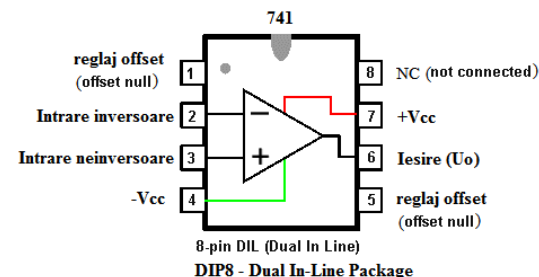 741
reglaj offset
(offset null)
1
8
NC (not connected)
Intrare inversoare
2
−
7
+Vcc
Intrare neinversoare
3
+
6
Iesire (Uo)
-Vcc
4
5
reglaj offset
(offset null)
8-pin DIL (Dual In Line)
DIP8 - Dual In-Line Package